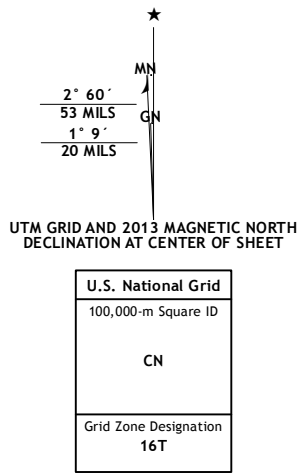 MN
2° 60´
53 MILS
GN
1° 9´
20 MILS
UTM GRID AND 2013 MAGNETIC NORTH
DECLINATION AT CENTER OF SHEET
U.S. National Grid
100,000-m Square ID
CN
Grid Zone Designation
16T